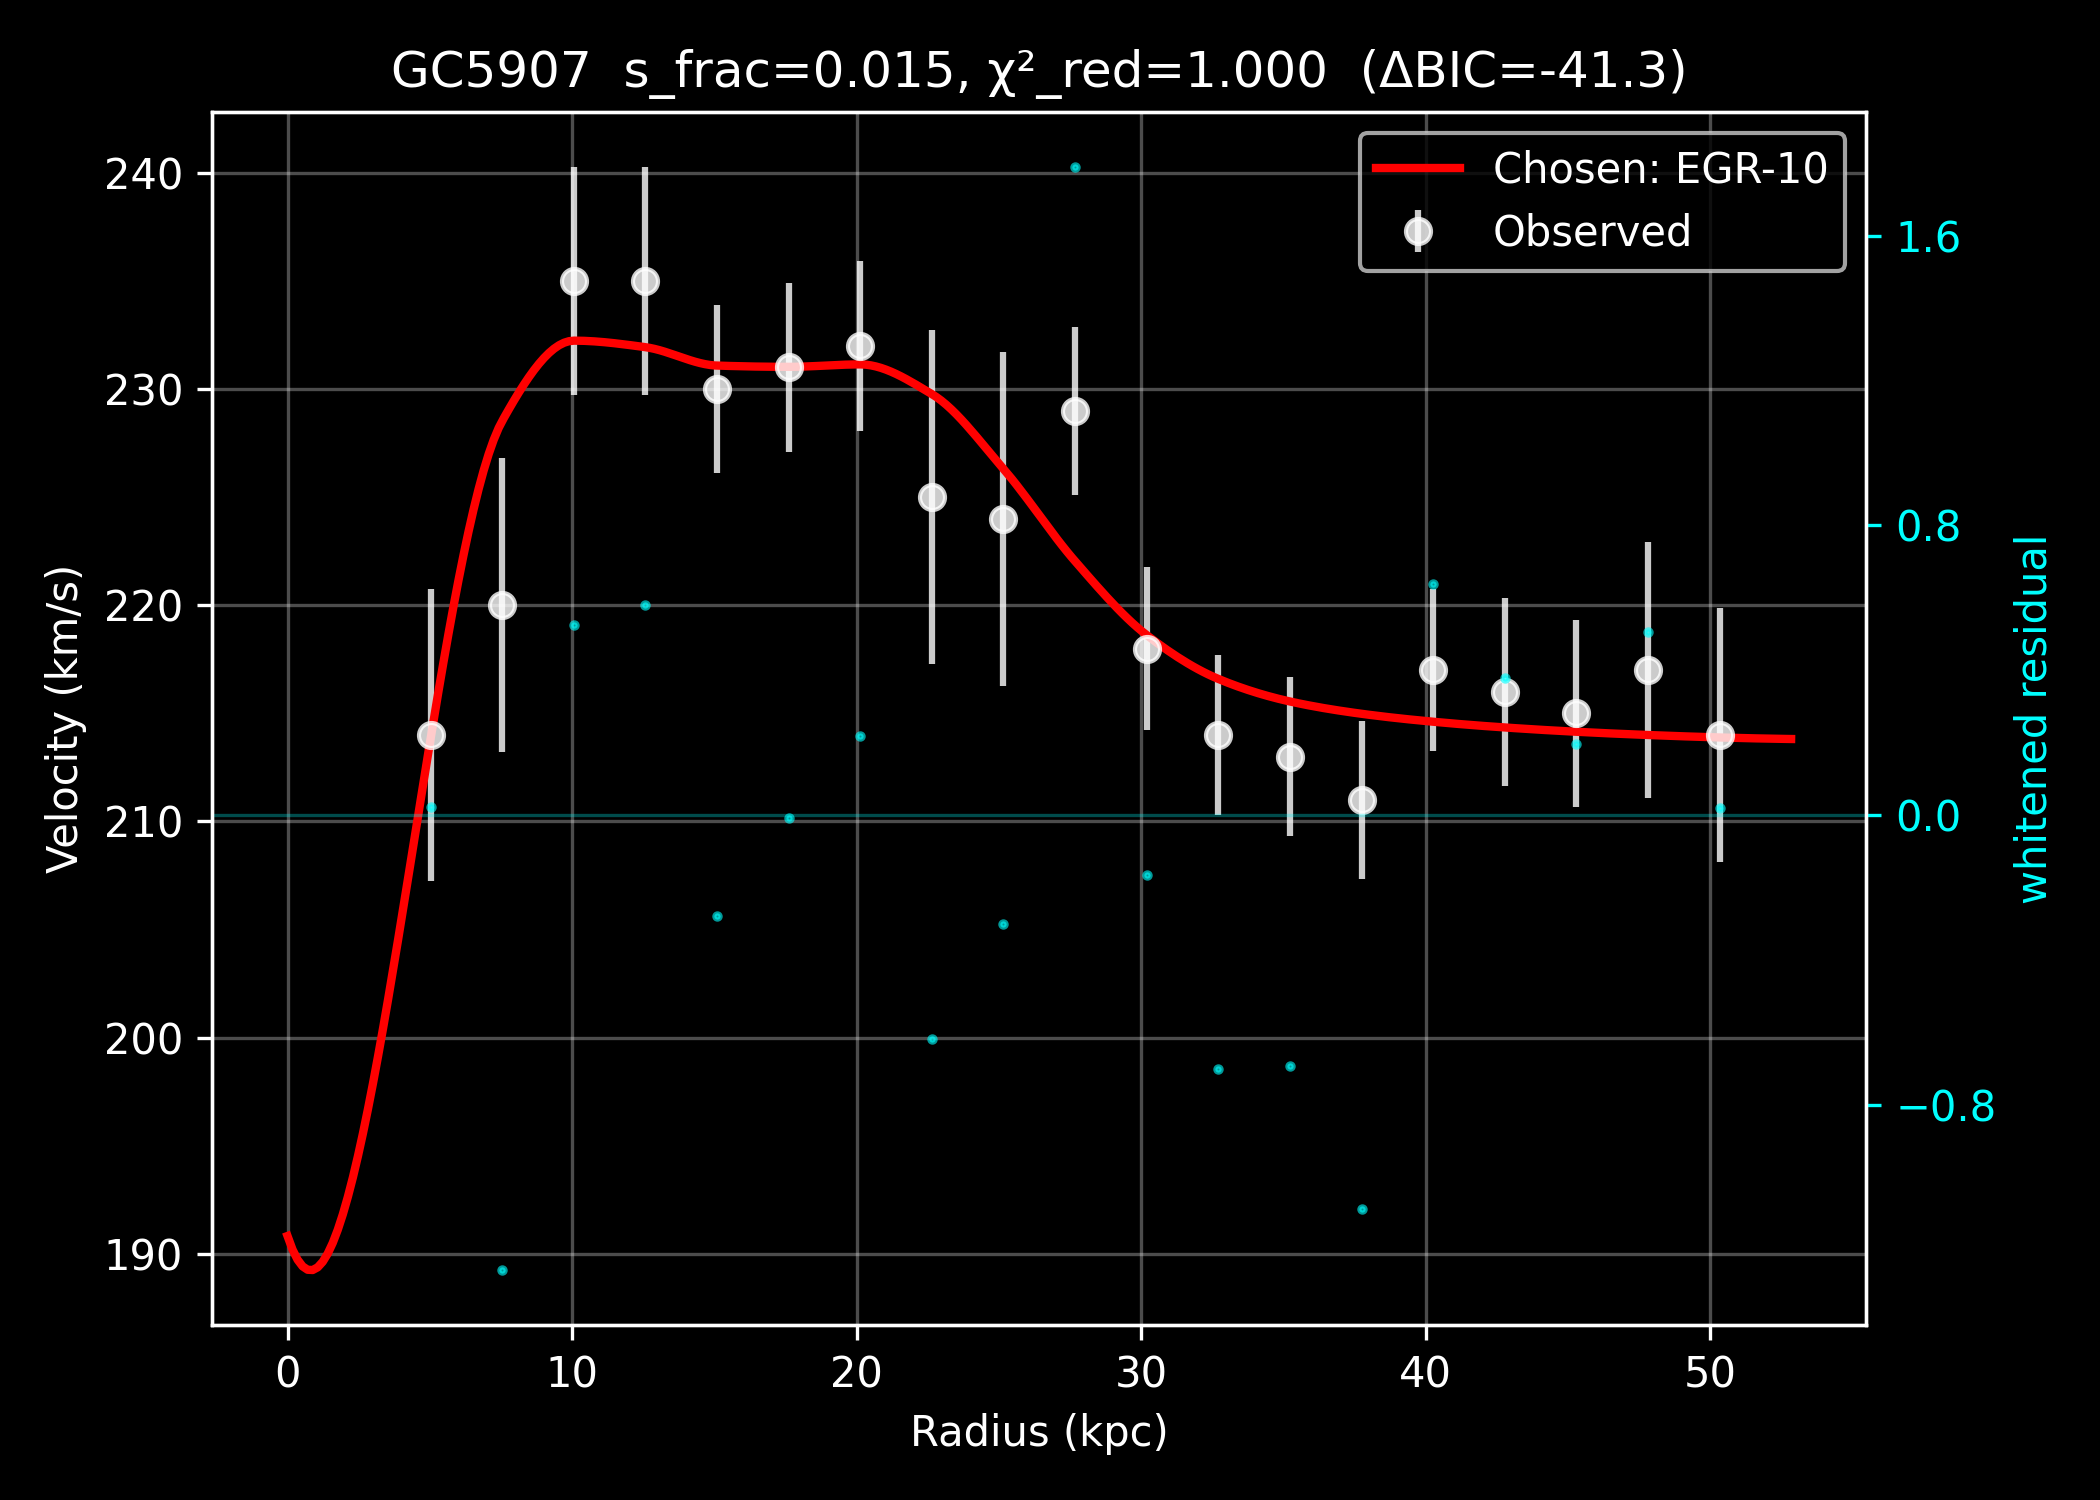 GC5907  s_frac=0.015, χ²_red=1.000  (ΔBIC=-41.3)
Chosen: EGR-10
Observed
240
230
220
210
200
190
Velocity (km/s)
1.6
0.8
0.0
−0.8
whitened residual
0 10 20 30 40 50
Radius (kpc)